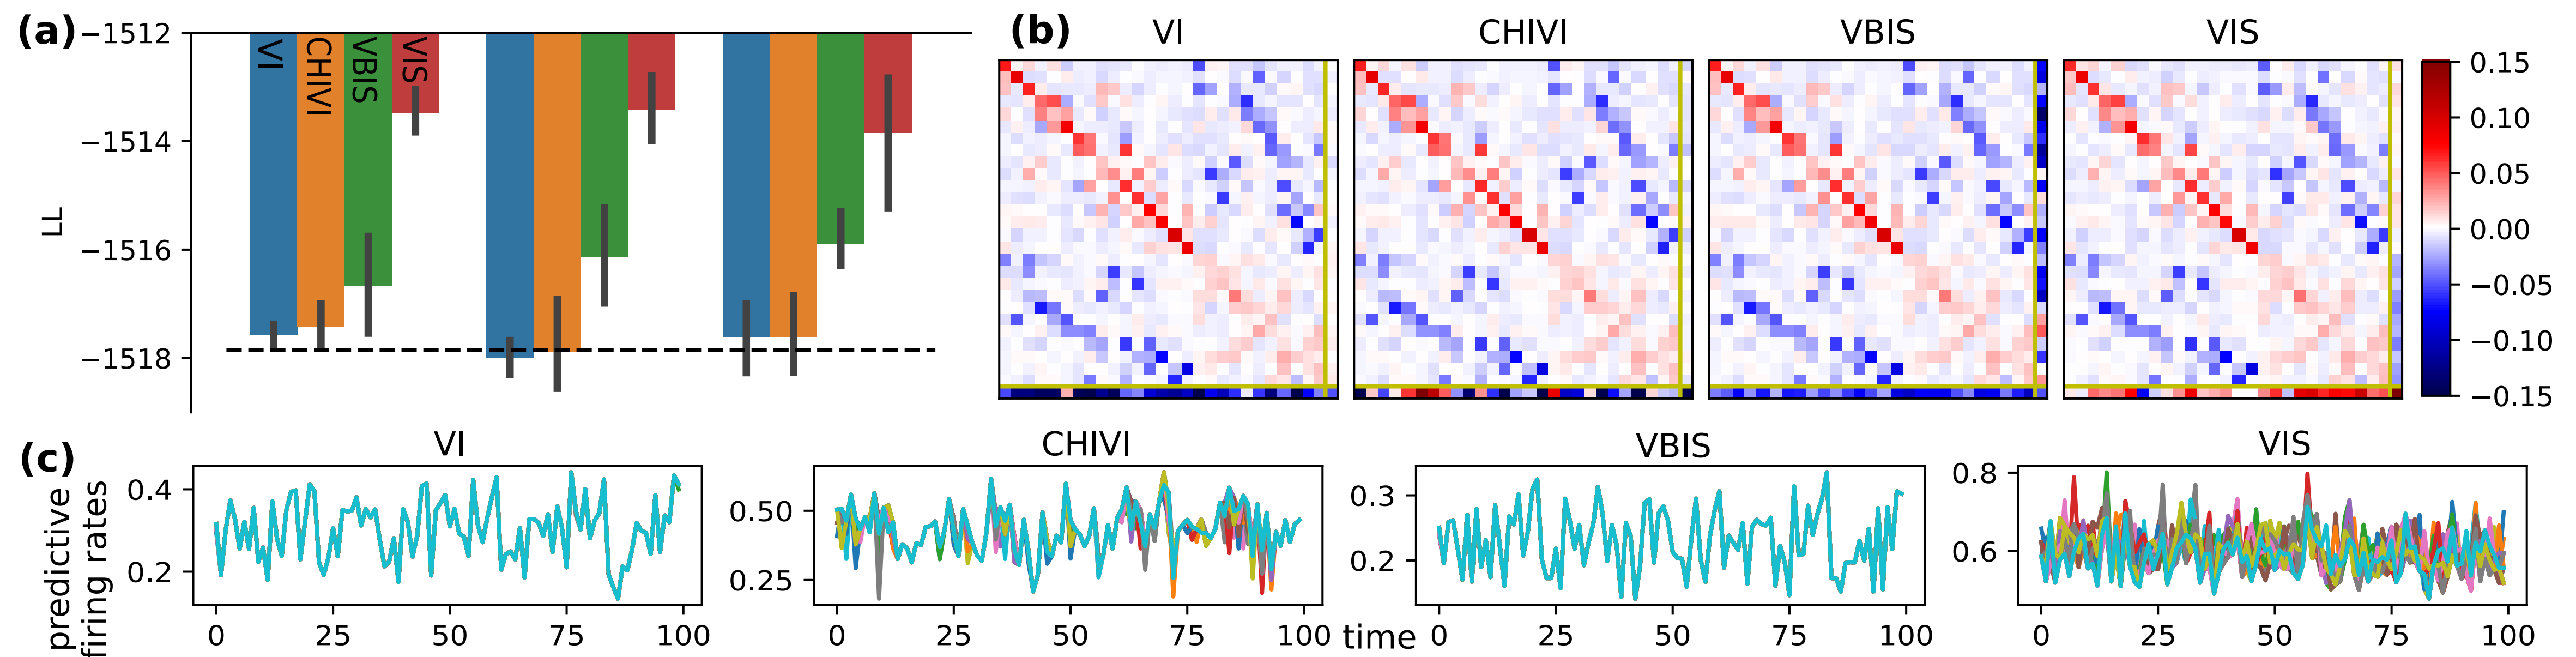 (a)
−1512
−1514
−1516
−1518
LL
VI
CHIVI
VBIS
VIS
(b)
VI
CHIVI
VBIS
VIS
0.15
0.10
0.05
0.00
−0.05
−0.10
−0.15
(c)
predictive
firing rates
VI
0.4
0.2
0 25 50 75 100
CHIVI
0.50
0.25
0 25 50 75 100
time
VBIS
0.3
0.2
0 25 50 75 100
VIS
0.8
0.6
0 25 50 75 100